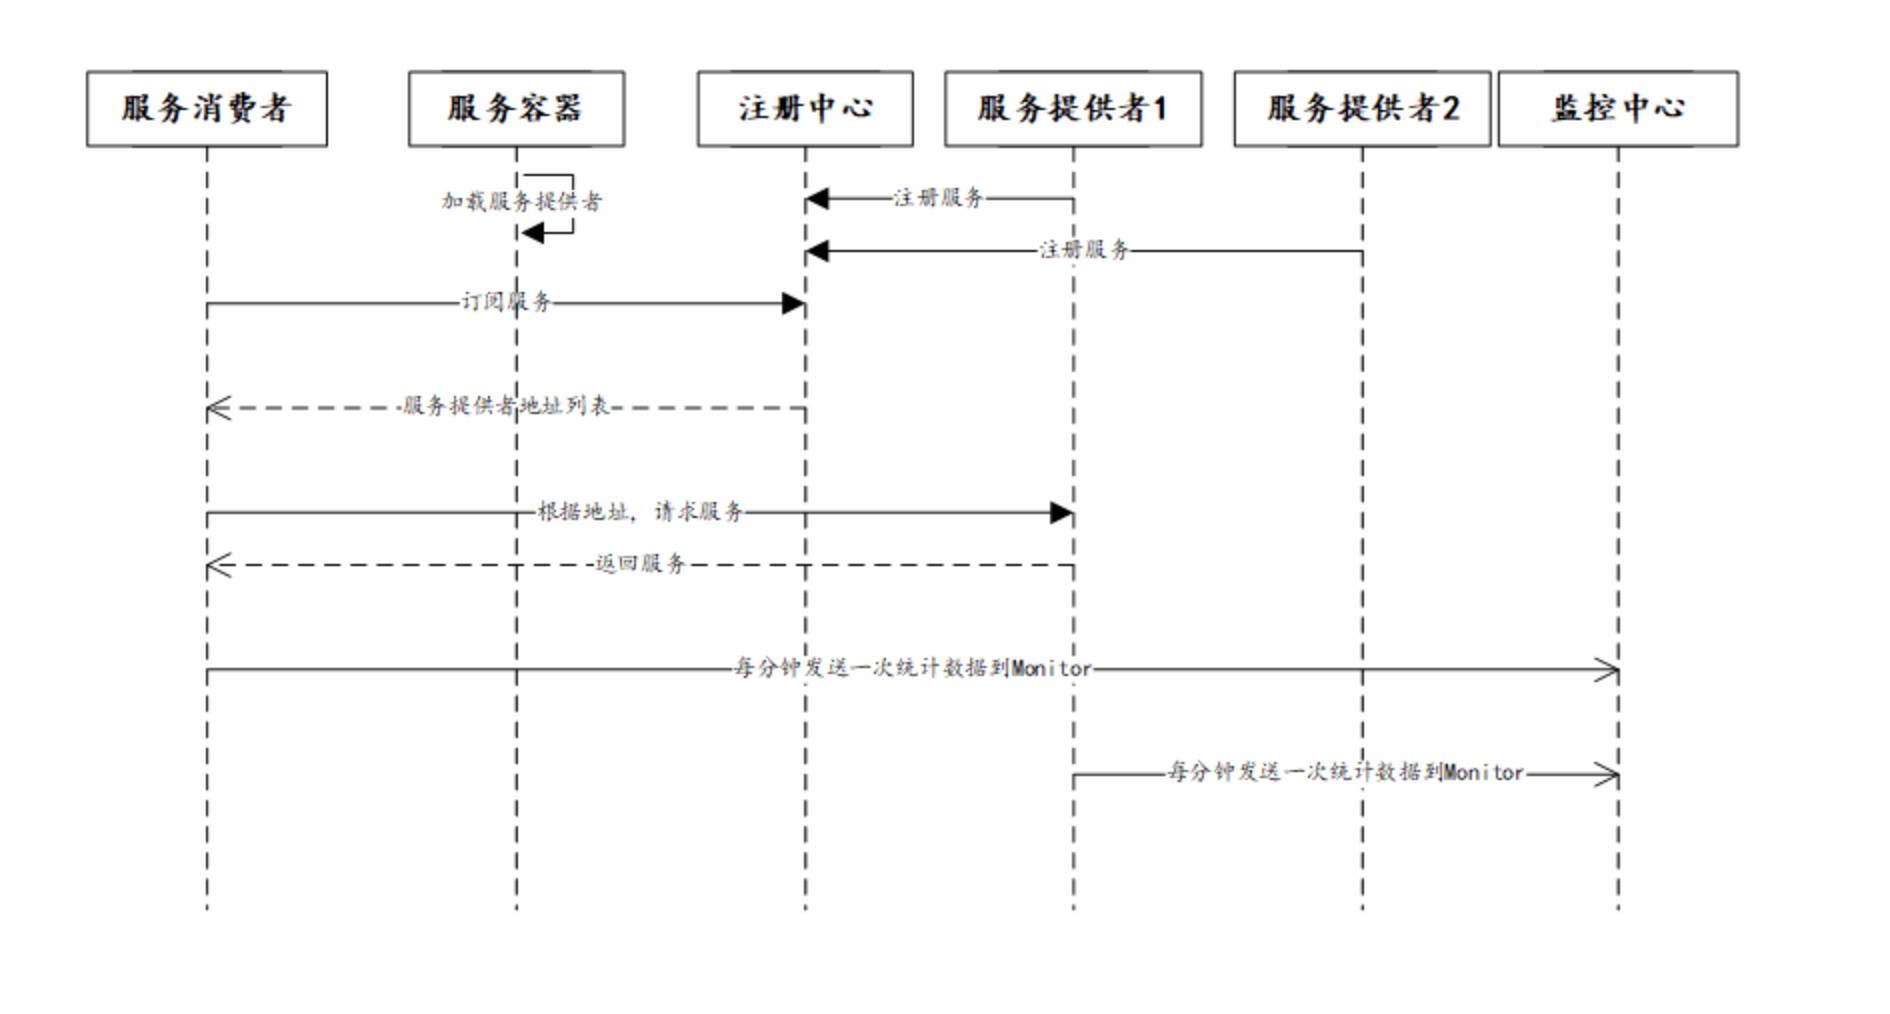 服务消费者
服务容器
注册中心
服务提供者1
服务提供者2
监控中心
加载服务提供者
注册服务
注册服务
订阅服务
服务提供者地址列表
根据地址，请求服务
返回服务
每分钟发送一次统计数据到Monitor
每分钟发送一次统计数据到Monitor